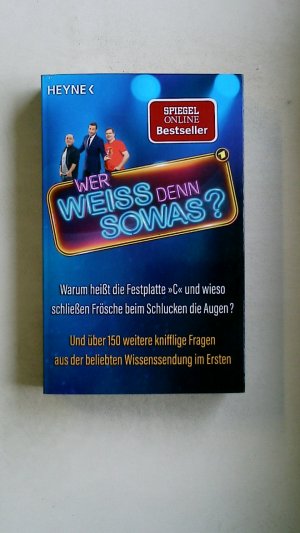 HEYNE<
SPIEGEL
ONLINE
Bestseller
WER
WEISS DENN
SOWAS?
Warum heißt die Festplatte »C« und wieso
schließen Frösche beim Schlucken die Augen?
Und über 150 weitere knifflige Fragen
aus der beliebten Wissenssendung im Ersten